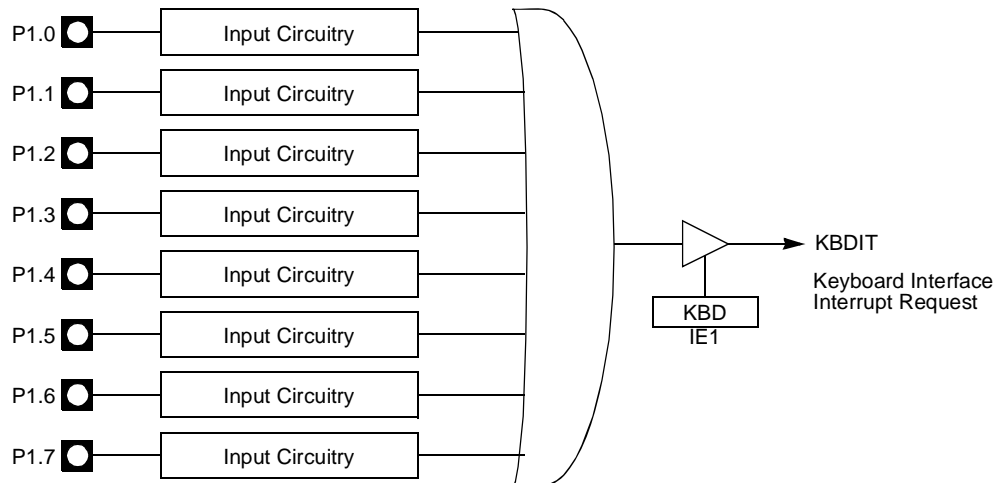 P1.0 Input Circuitry
P1.1 Input Circuitry
P1.2 Input Circuitry
P1.3 Input Circuitry
P1.4 Input Circuitry
P1.5 Input Circuitry
P1.6 Input Circuitry
P1.7 Input Circuitry
KBDIT
Keyboard Interface
Interrupt Request
KBD
IE1